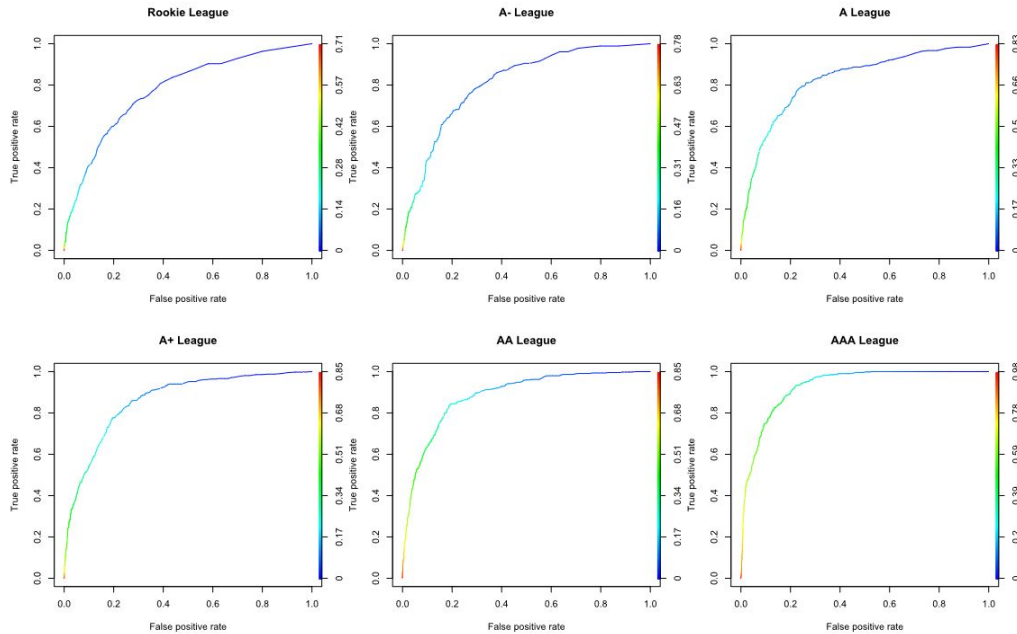 Rookie League
True positive rate
0.0 0.2 0.4 0.6 0.8 1.0
0 0.14 0.28 0.42 0.57 0.71
0.0 0.2 0.4 0.6 0.8 1.0
False positive rate
A- League
True positive rate
0.0 0.2 0.4 0.6 0.8 1.0
0 0.16 0.31 0.47 0.63 0.78
0.0 0.2 0.4 0.6 0.8 1.0
False positive rate
A League
True positive rate
0.0 0.2 0.4 0.6 0.8 1.0
0 0.17 0.33 0.5 0.66 0.83
0.0 0.2 0.4 0.6 0.8 1.0
False positive rate
A+ League
True positive rate
0.0 0.2 0.4 0.6 0.8 1.0
0 0.17 0.34 0.51 0.68 0.85
0.0 0.2 0.4 0.6 0.8 1.0
False positive rate
AA League
True positive rate
0.0 0.2 0.4 0.6 0.8 1.0
0 0.17 0.34 0.51 0.68 0.85
0.0 0.2 0.4 0.6 0.8 1.0
False positive rate
AAA League
True positive rate
0.0 0.2 0.4 0.6 0.8 1.0
0 0.2 0.39 0.59 0.78 0.98
0.0 0.2 0.4 0.6 0.8 1.0
False positive rate